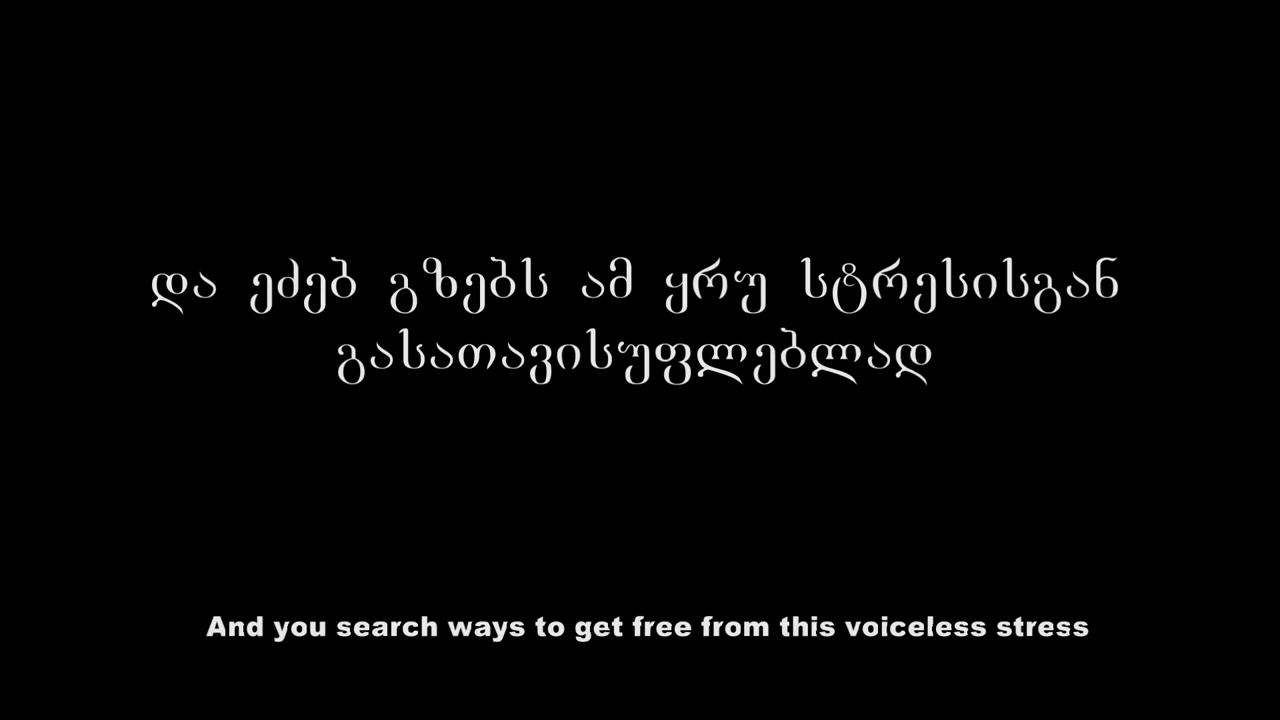 და ეძებ გზებს ამ ყრუ სტრესისგან
გასათავისუფლებლად
And you search ways to get free from this voiceless stress